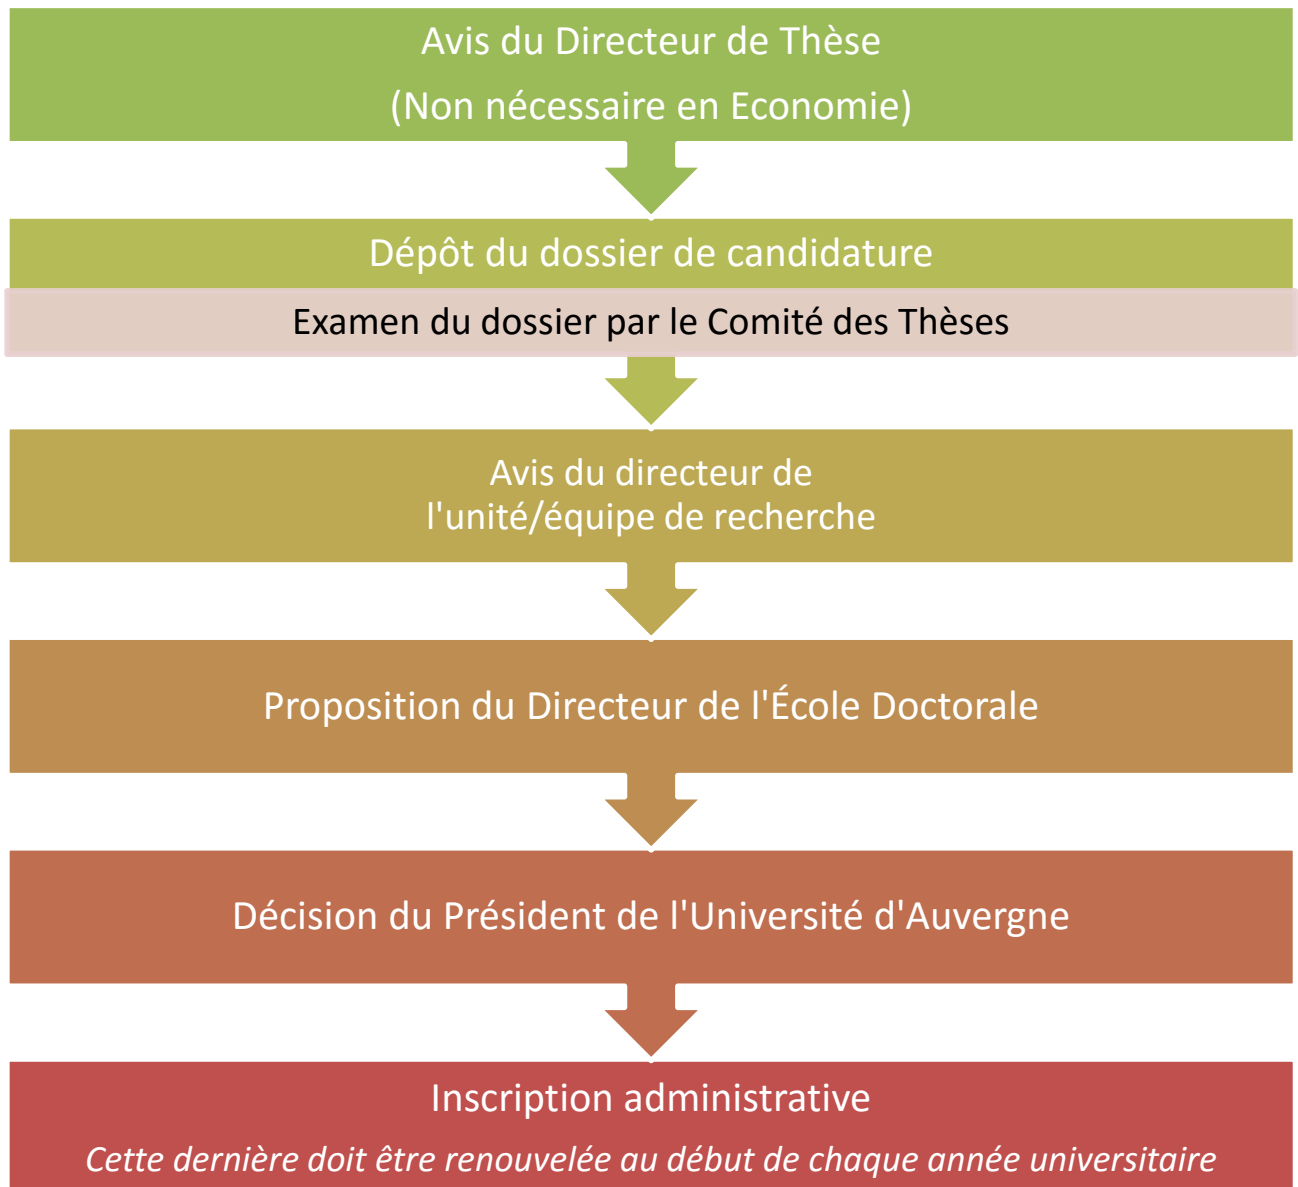 Avis du Directeur de Thèse
(Non nécessaire en Economie)
Dépôt du dossier de candidature
Examen du dossier par le Comité des Thèses
Avis du directeur de
l'unité/équipe de recherche
Proposition du Directeur de l'École Doctorale
Décision du Président de l'Université d'Auvergne
Inscription administrative
Cette dernière doit être renouvelée au début de chaque année universitaire